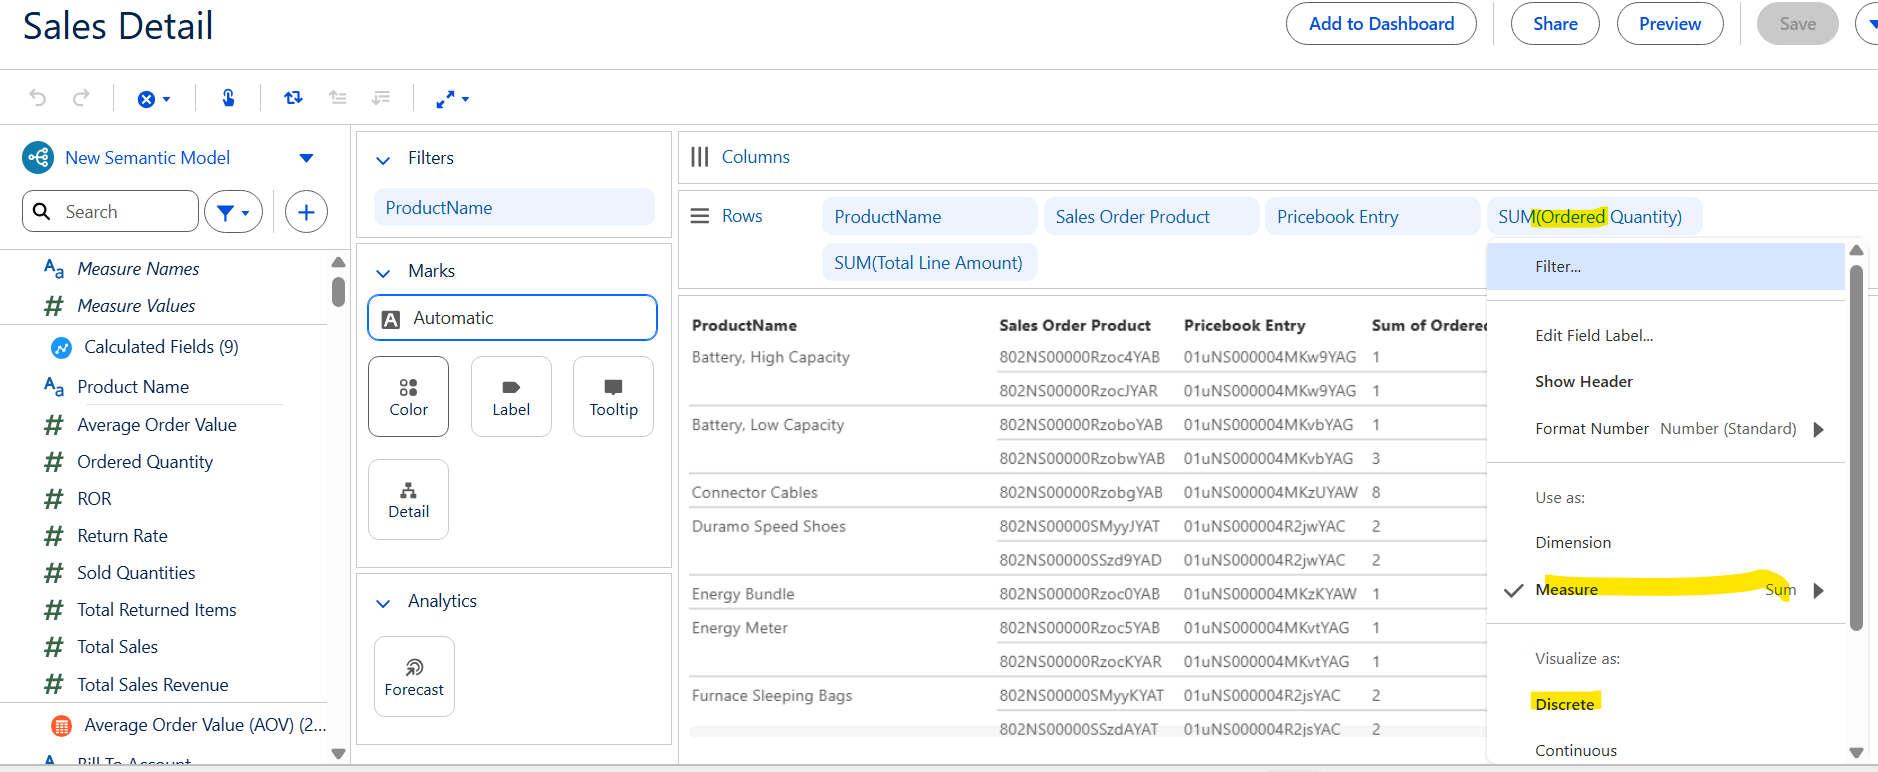 Sales Detail
Add to Dashboard
Share
Preview
Save
New Semantic Model
Search
Measure Names
Measure Values
Calculated Fields (9)
Product Name
Average Order Value
Ordered Quantity
ROR
Return Rate
Sold Quantities
Total Returned Items
Total Sales
Total Sales Revenue
Average Order Value (AOV) (2...
Bill To Account
Filters
ProductName
Marks
Automatic
Color
Label
Tooltip
Detail
Analytics
Forecast
Columns
Rows
ProductName
Sales Order Product
Pricebook Entry
SUM(Ordered Quantity)
SUM(Total Line Amount)
ProductName Sales Order Product Pricebook Entry Sum of Ordered
Battery, High Capacity 802NS00000Rzoc4YAB 01uNS000004MKw9YAG 1
802NS00000RzocJYAR 01uNS000004MKw9YAG 1
Battery, Low Capacity 802NS00000RzoboYAB 01uNS000004MKvbYAG 1
802NS00000RzobwYAB 01uNS000004MKvbYAG 3
Connector Cables 802NS00000RzobgYAB 01uNS000004MKzUYAW 8
Duramo Speed Shoes 802NS00000SMyyJYAT 01uNS000004R2jwYAC 2
802NS00000SSzd9YAD 01uNS000004R2jwYAC 2
Energy Bundle 802NS00000Rzoc0YAB 01uNS000004MKzKYAW 1
Energy Meter 802NS00000Rzoc5YAB 01uNS000004MKvtYAG 1
802NS00000RzocKYAR 01uNS000004MKvtYAG 1
Furnace Sleeping Bags 802NS00000SMyyKYAT 01uNS000004R2jsYAC 2
802NS00000SSzdAYAT 01uNS000004R2jsYAC 2
Filter...
Edit Field Label...
Show Header
Format Number Number (Standard)
Use as:
Dimension
Measure Sum
Visualize as:
Discrete
Continuous